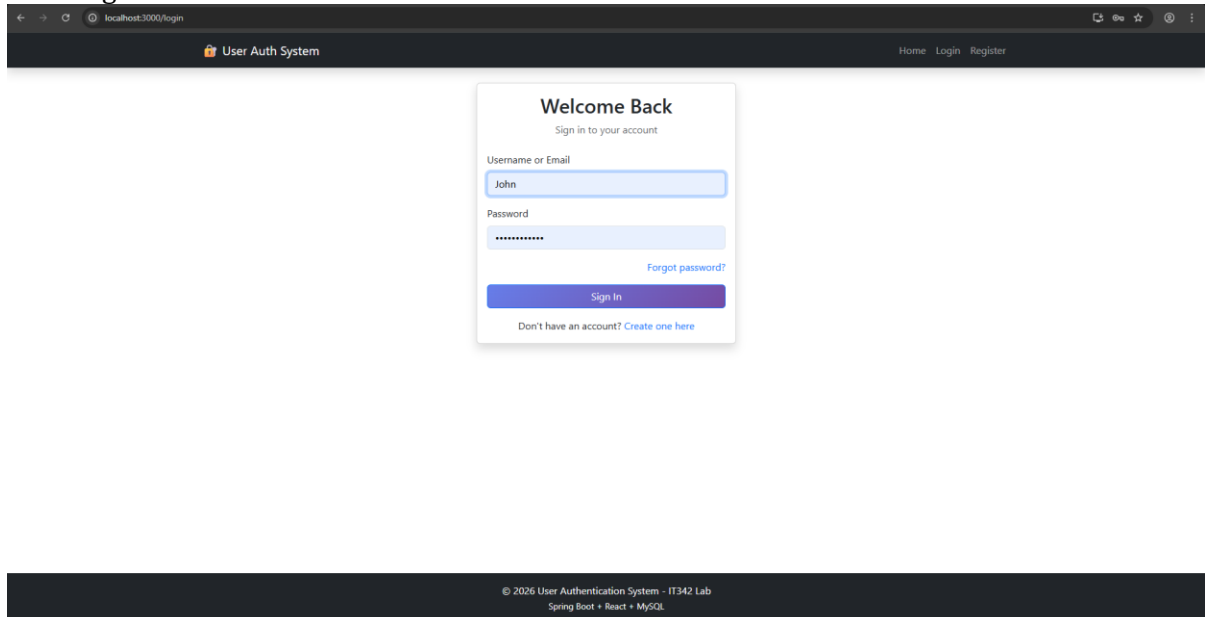 localhost:3000/login
User Auth System
Home Login Register
Welcome Back
Sign in to your account
Username or Email
John
Password
••••••••••••
Forgot password?
Sign In
Don't have an account? Create one here
© 2026 User Authentication System - IT342 Lab
Spring Boot + React + MySQL